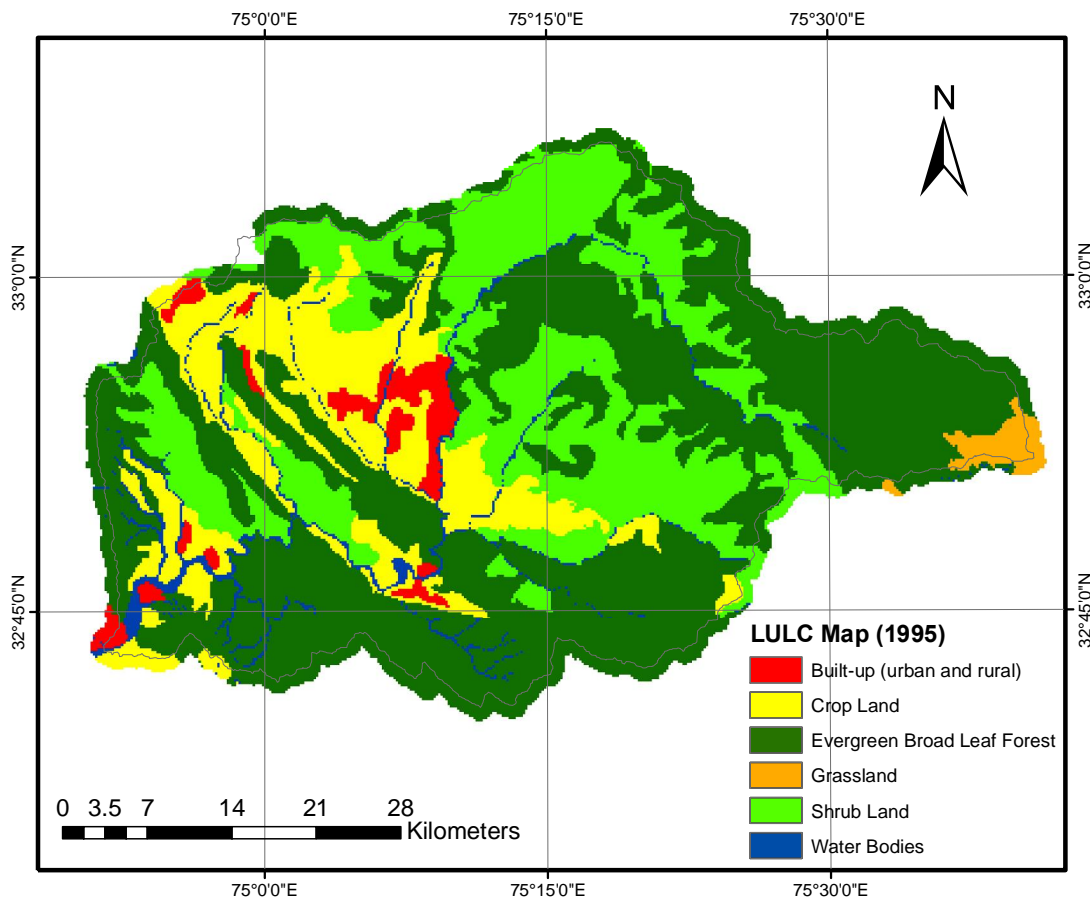 75°0'0"E 75°15'0"E 75°30'0"E
N
33°0'0"N 33°0'0"N
32°45'0"N 32°45'0"N
LULC Map (1995)
Built-up (urban and rural)
Crop Land
Evergreen Broad Leaf Forest
Grassland
Shrub Land
Water Bodies
0 3.5 7 14 21 28
Kilometers
75°0'0"E 75°15'0"E 75°30'0"E